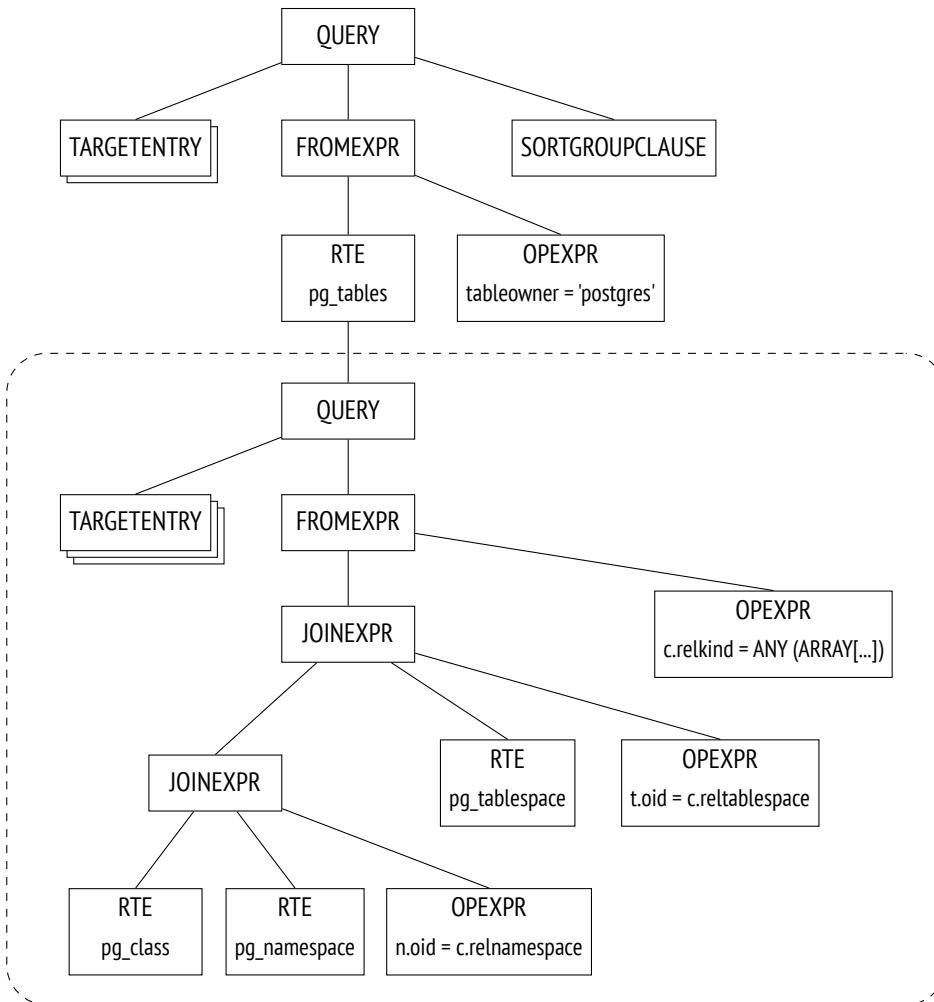 QUERY
TARGETENTRY
FROMEXPR
SORTGROUPCLAUSE
RTE
pg_tables
OPEXPR
tableowner = 'postgres'
QUERY
TARGETENTRY
FROMEXPR
OPEXPR
c.relkind = ANY (ARRAY[...])
JOINEXPR
JOINEXPR
RTE
pg_tablespace
OPEXPR
t.oid = c.reltablespace
RTE
pg_class
RTE
pg_namespace
OPEXPR
n.oid = c.relnamespace